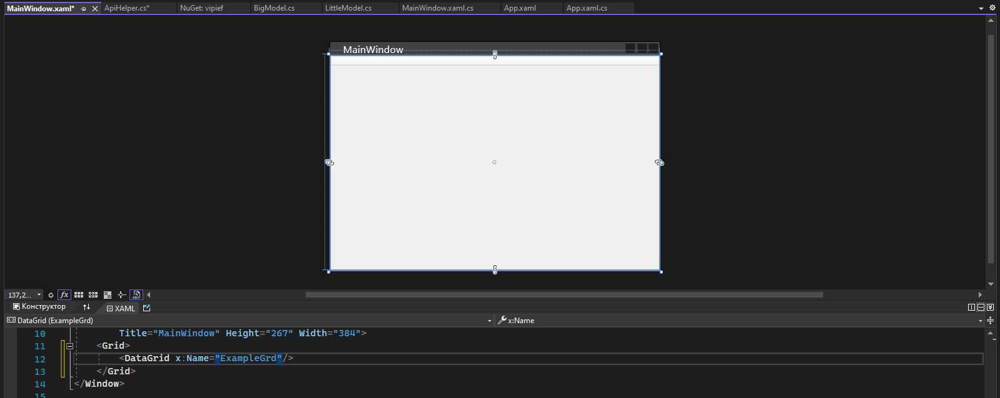 MainWindow.xaml* ApiHelper.cs* NuGet: vipief BigModel.cs LittleModel.cs MainWindow.xaml.cs App.xaml App.xaml.cs
MainWindow
137,2... fx
Конструктор XAML
DataGrid (ExampleGrd) x:Name
10 Title="MainWindow" Height="267" Width="384">
11 <Grid>
12 <DataGrid x:Name="ExampleGrd"/>
13 </Grid>
14 </Window>
15